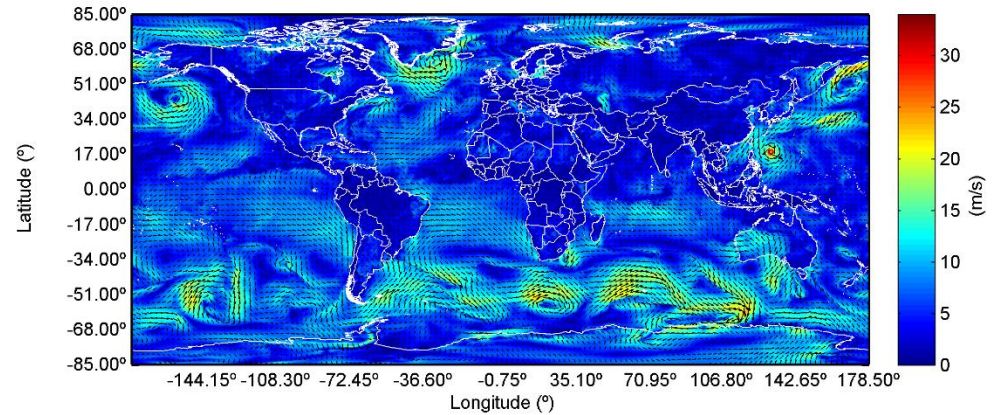 85.00º
68.00º
51.00º
34.00º
17.00º
0.00º
-17.00º
-34.00º
-51.00º
-68.00º
-85.00º
Latitude (º)
-144.15º -108.30º -72.45º -36.60º -0.75º 35.10º 70.95º 106.80º 142.65º 178.50º
Longitude (º)
30
25
20
15
10
5
0
(m/s)